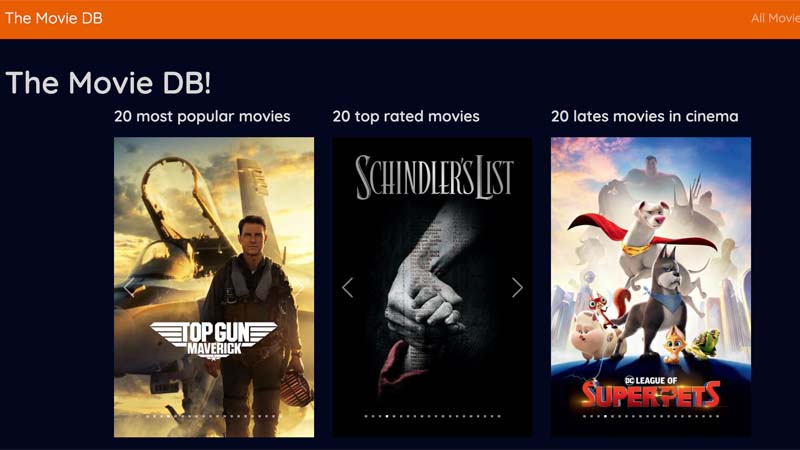 The Movie DB
All Movie
The Movie DB!
20 most popular movies
20 top rated movies
20 lates movies in cinema
TOP GUN
MAVERICK
SCHINDLER'S LIST
DC LEAGUE OF
SUPER-PETS